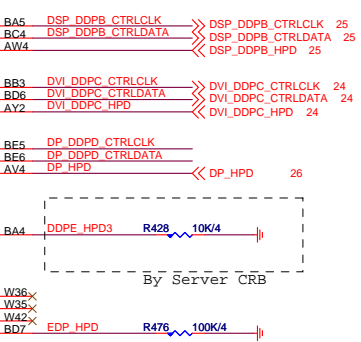 BA5 DSP_DDPB_CTRLCLK DSP_DDPB_CTRLCLK 25
BC4 DSP_DDPB_CTRLDATA DSP_DDPB_CTRLDATA 25
AW4 DSP_DDPB_HPD 25
BB3 DVI_DDPC_CTRLCLK DVI_DDPC_CTRLCLK 24
BD6 DVI_DDPC_CTRLDATA DVI_DDPC_CTRLDATA 24
AY2 DVI_DDPC_HPD DVI_DDPC_HPD 24
BE5 DP_DDPD_CTRLCLK
BE6 DP_DDPD_CTRLDATA
AV4 DP_HPD DP_HPD 26
BA4 DDPE_HPD3 R428 10K/4
By Server CRB
W36
W35
W42
BD7 EDP_HPD R476 100K/4